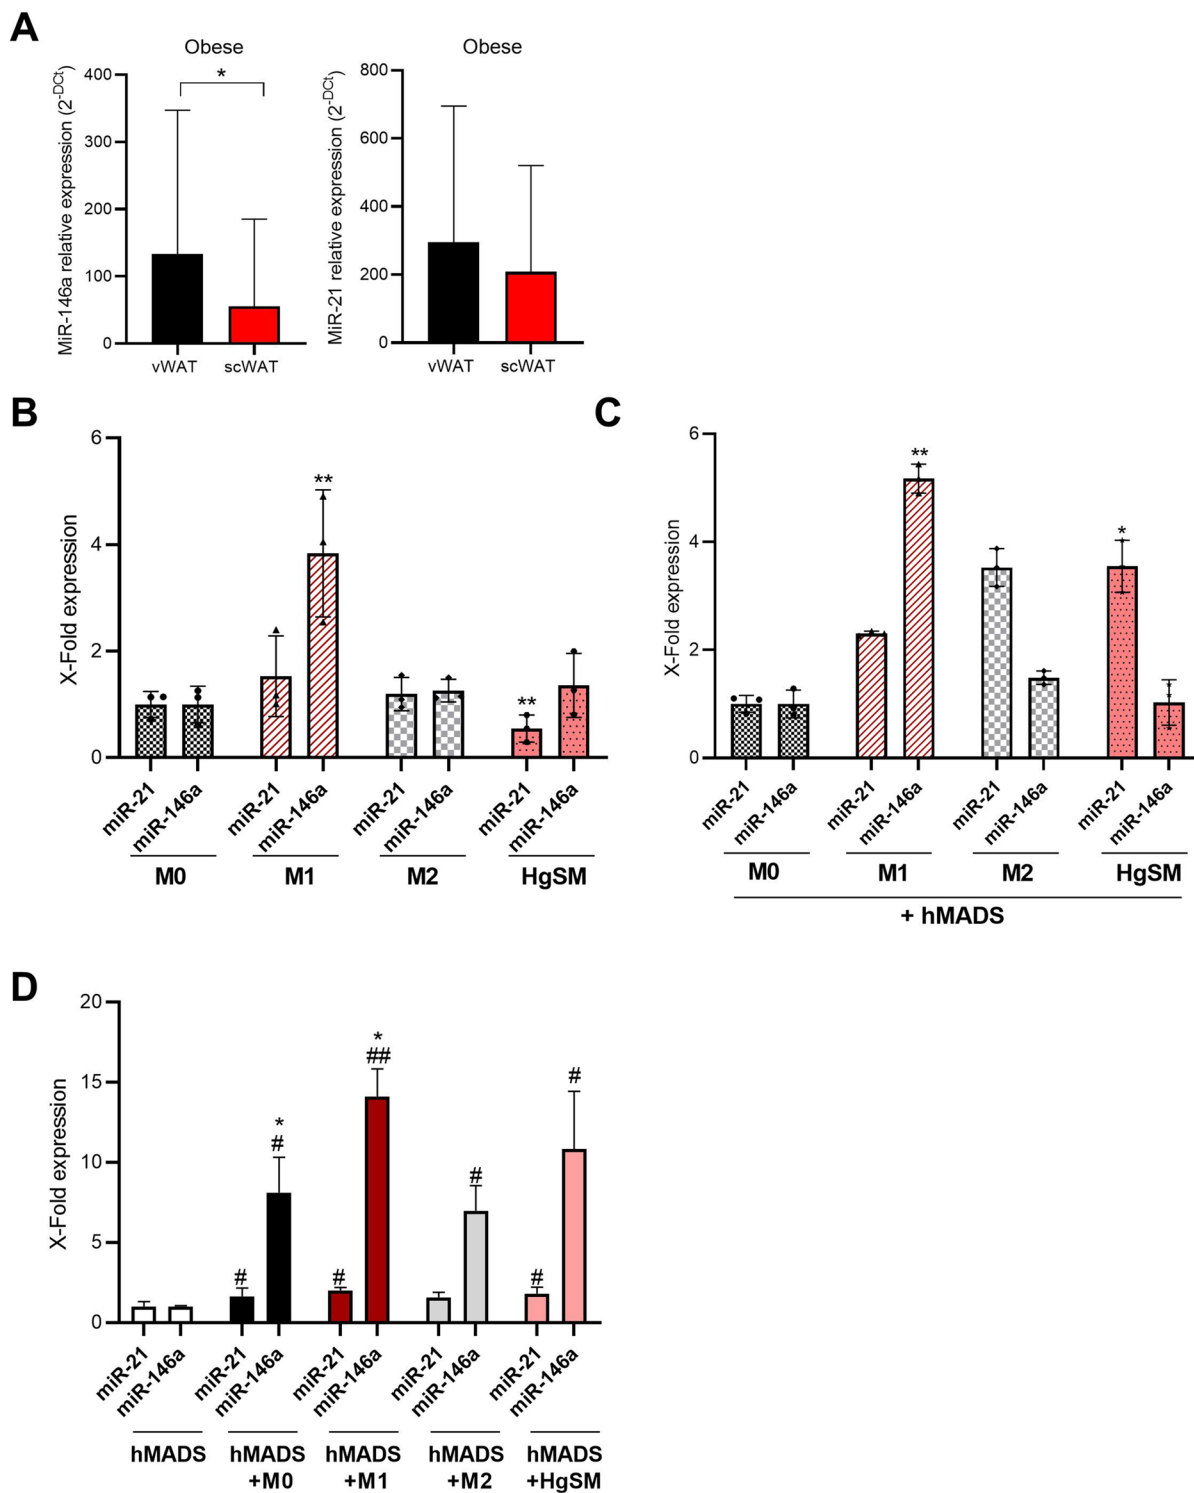 A
Obese
MiR-146a relative expression (2-DCt)
400
300
200
100
0
*
vWAT
scWAT
Obese
MiR-21 relative expression (2-DCt)
800
600
400
200
0
vWAT
scWAT
B
X-Fold expression
6
4
2
0
**
**
miR-21
miR-146a
miR-21
miR-146a
miR-21
miR-146a
miR-21
miR-146a
M0
M1
M2
HgSM
C
X-Fold expression
6
4
2
0
**
*
miR-21
miR-146a
miR-21
miR-146a
miR-21
miR-146a
miR-21
miR-146a
M0
M1
M2
HgSM
+ hMADS
D
X-Fold expression
20
15
10
5
0
#
*
#
#
*
##
#
#
#
miR-21
miR-146a
miR-21
miR-146a
miR-21
miR-146a
miR-21
miR-146a
miR-21
miR-146a
hMADS
hMADS
+M0
hMADS
+M1
hMADS
+M2
hMADS
+HgSM